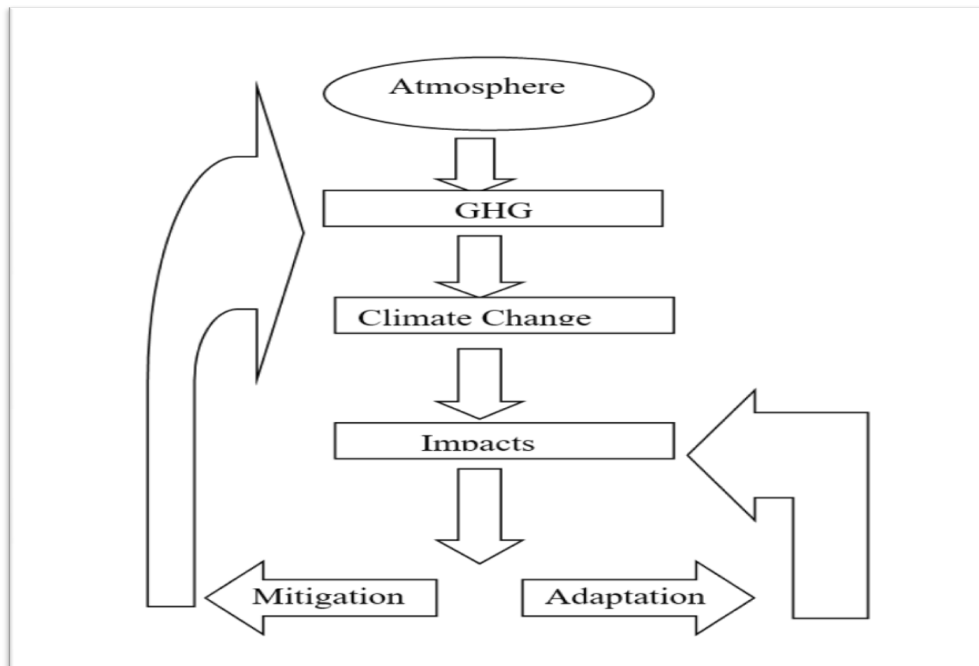 Atmosphere
GHG
Climate Change
Impacts
Mitigation
Adaptation